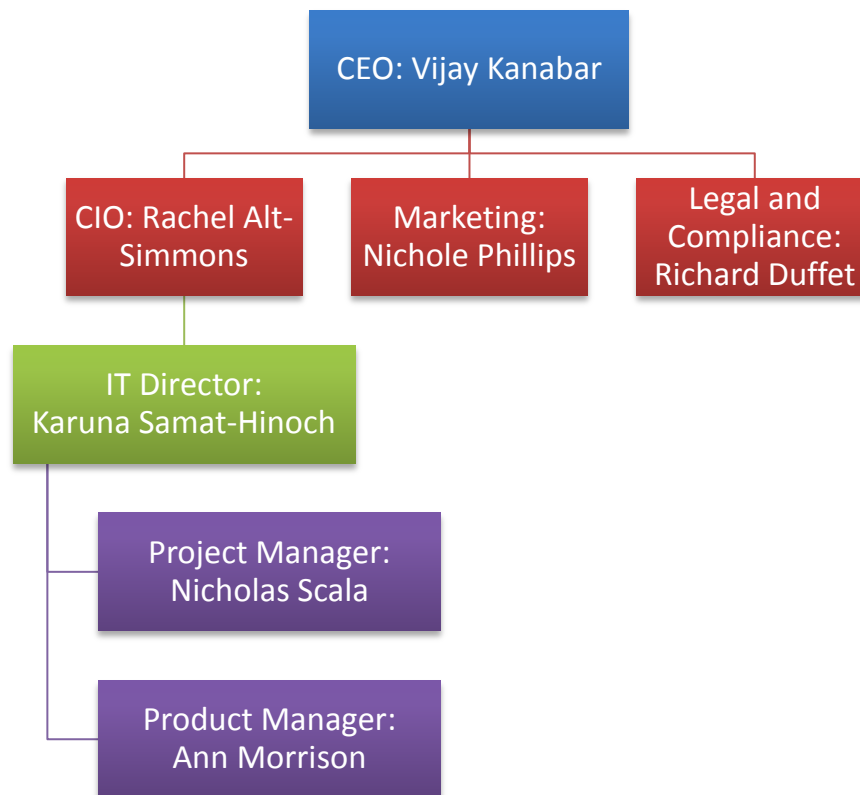 CEO: Vijay Kanabar
CIO: Rachel Alt-
Simmons
Marketing:
Nichole Phillips
Legal and
Compliance:
Richard Duffet
IT Director:
Karuna Samat-Hinoch
Project Manager:
Nicholas Scala
Product Manager:
Ann Morrison